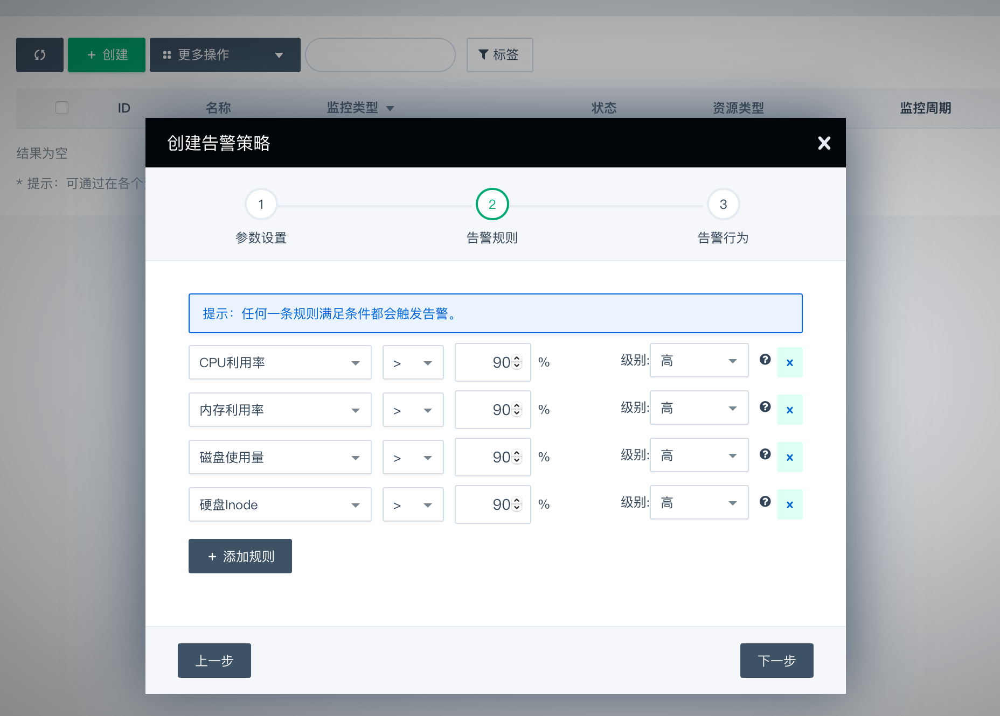 + 创建 更多操作 标签
ID 名称 监控类型 状态 资源类型 监控周期
结果为空
* 提示：可通过在各个
创建告警策略
1 2 3
参数设置 告警规则 告警行为
提示：任何一条规则满足条件都会触发告警。
CPU利用率 > 90 % 级别: 高
内存利用率 > 90 % 级别: 高
磁盘使用量 > 90 % 级别: 高
硬盘Inode > 90 % 级别: 高
+ 添加规则
上一步 下一步